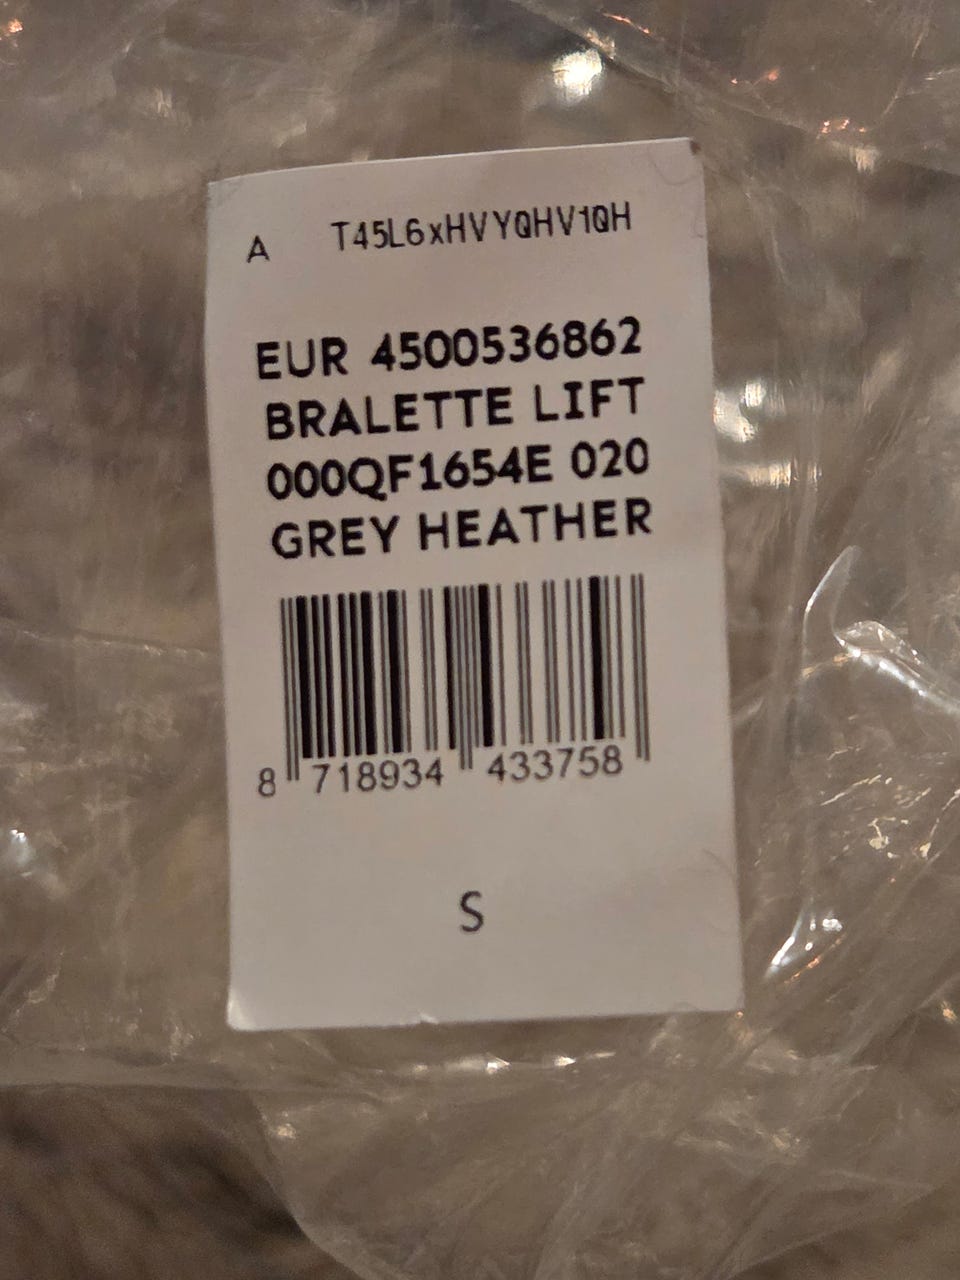 A T45L6xHVYQHV1QH
EUR 4500536862
BRALETTE LIFT
000QF1654E 020
GREY HEATHER
8 718934 433758
S